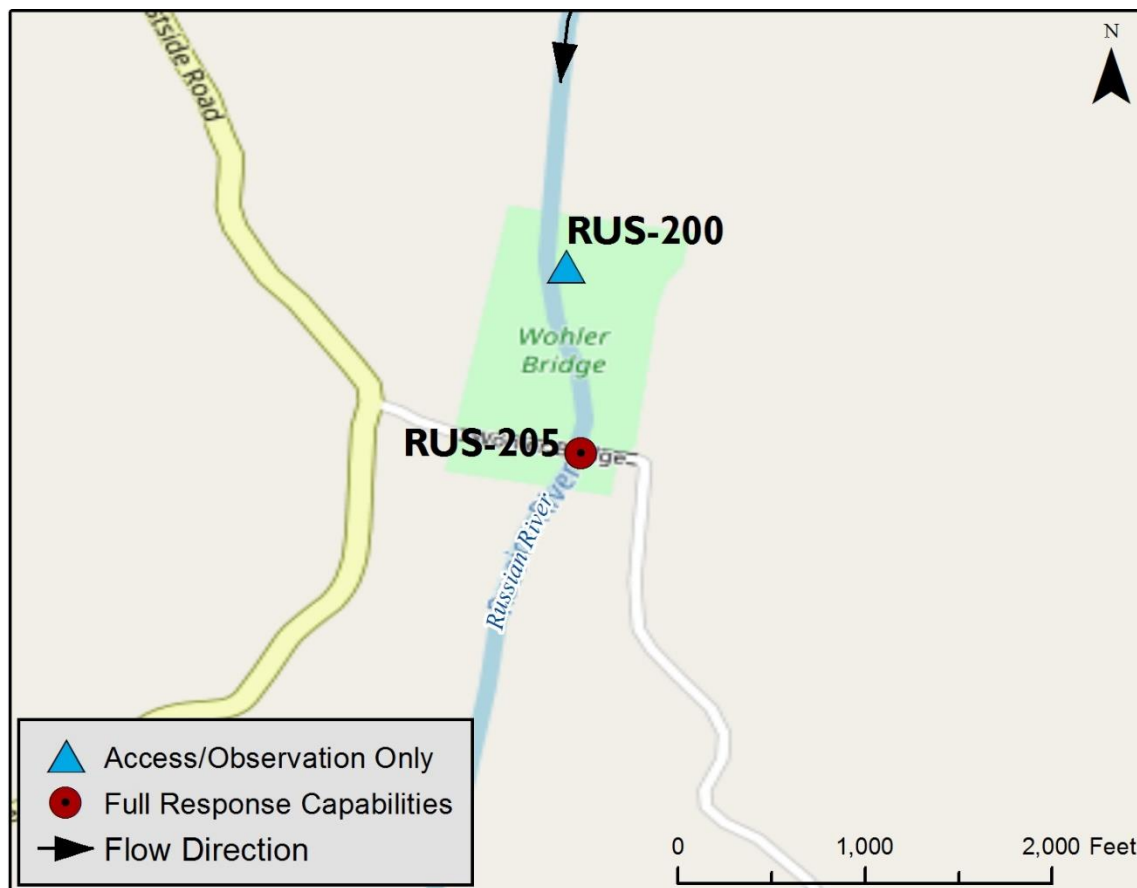 N
stside Road
RUS-200
Wohler
Bridge
RUS-205
Russian River
Access/Observation Only
Full Response Capabilities
Flow Direction
0 1,000 2,000 Feet